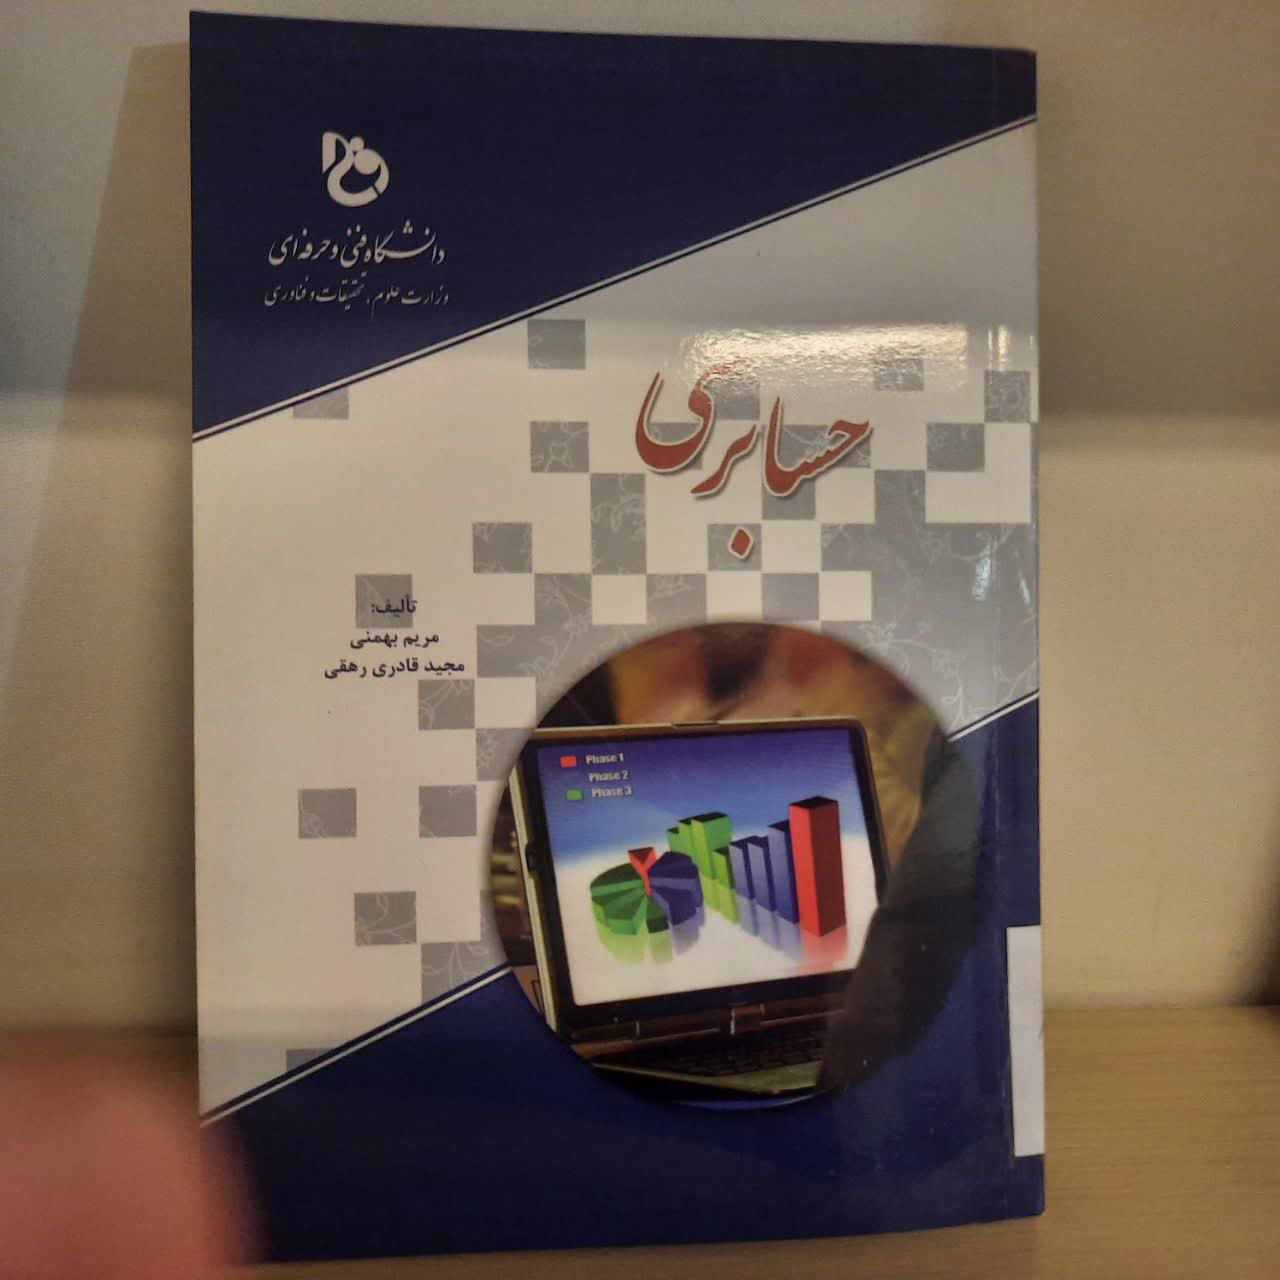 دانشگاه فنی و حرفه ای
وزارت علوم، تحقیقات و فناوری
حسابرسی
تألیف:
مریم بهمنی
مجید قادری رهقی
Phase 1
Phase 2
Phase 3